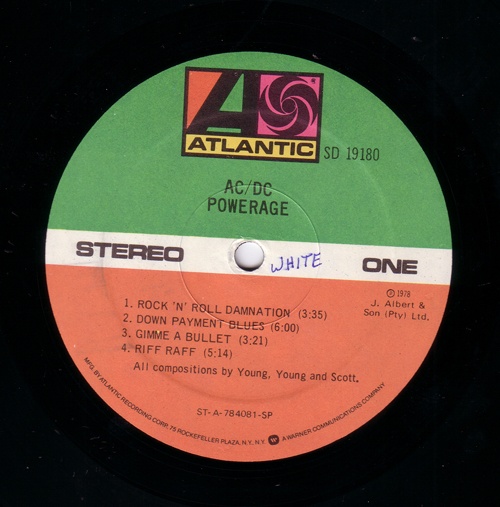 ATLANTIC
SD 19180
AC/DC
POWERAGE
STEREO
WHITE
ONE
1. ROCK 'N' ROLL DAMNATION (3:35)
2. DOWN PAYMENT BLUES (6:00)
3. GIMME A BULLET (3:21)
4. RIFF RAFF (5:14)
All compositions by Young, Young and Scott.
℗ 1978
J. Albert &
Son (Pty) Ltd.
ST-A-784081-SP
MFG. BY ATLANTIC RECORDING CORP. 75 ROCKEFELLER PLAZA, N.Y. N.Y. A WARNER COMMUNICATIONS COMPANY